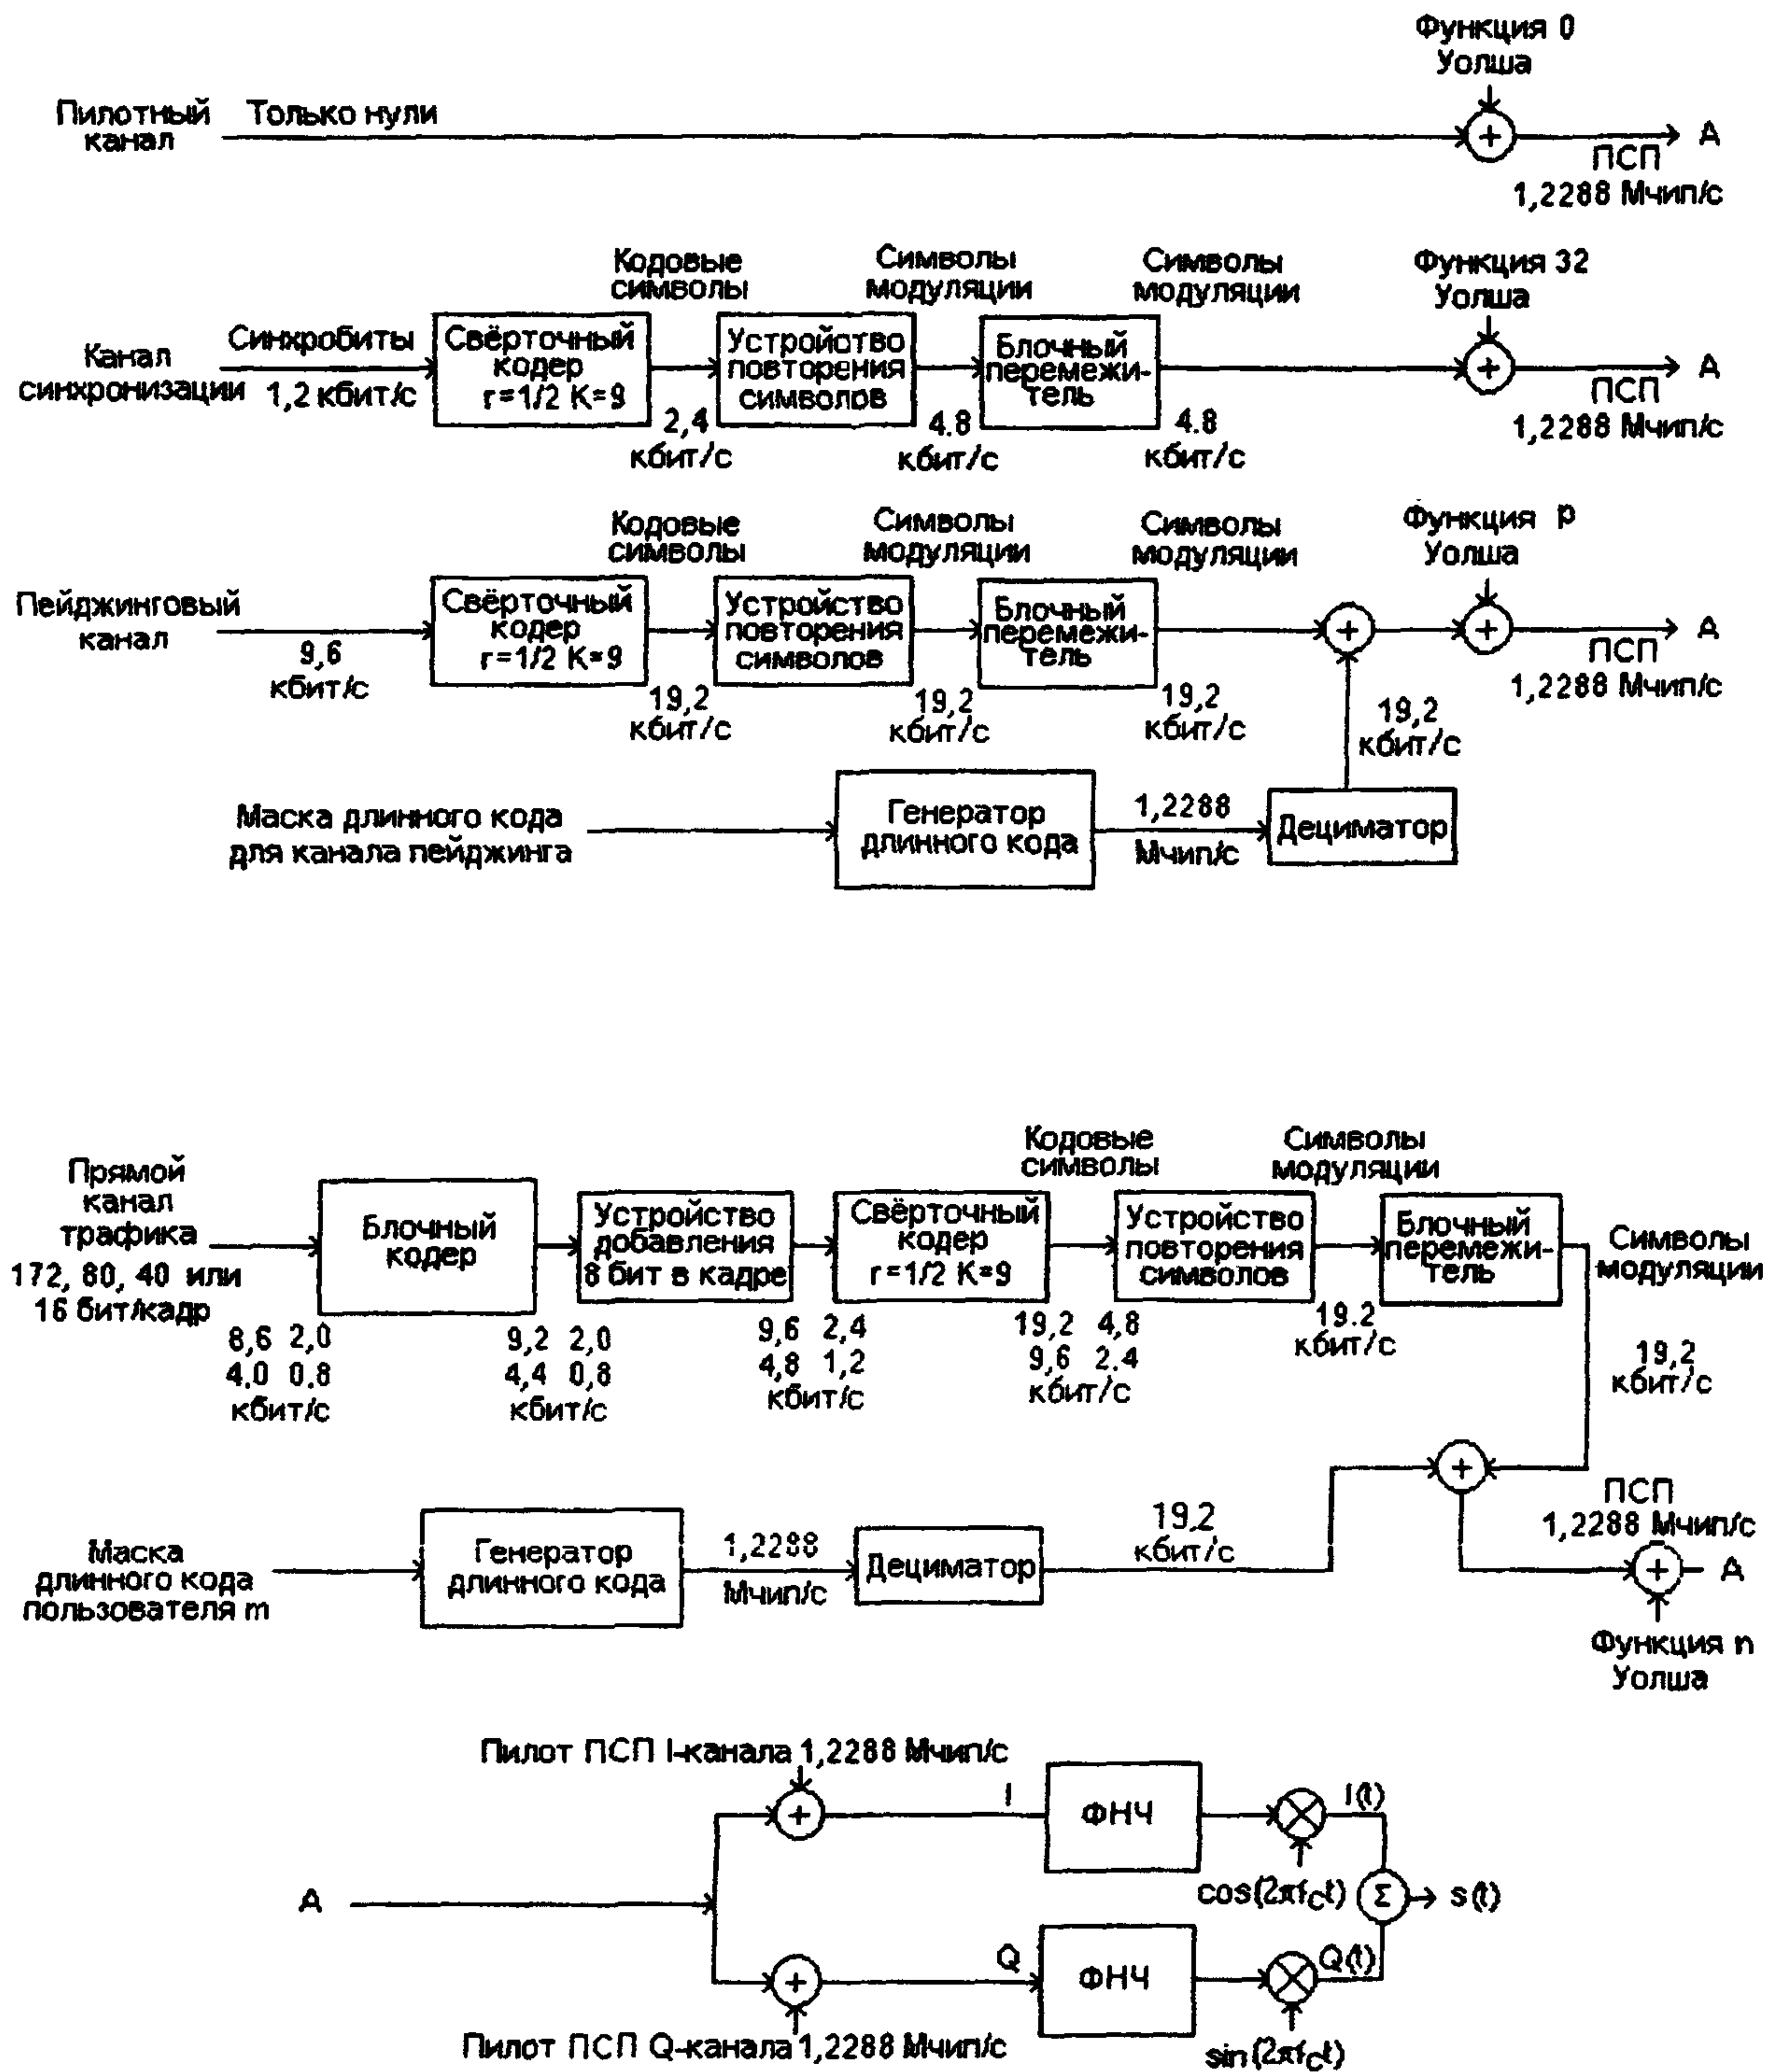 Функция 0
Уолша
Пилотный
канал
Только нули
+
А
ПСП
1,2288 Мчип/с
Кодовые
символы
Символы
модуляции
Символы
модуляции
Функция 32
Уолша
Канал
синхронизации
Синхробиты
1,2 кбит/с
Свёрточный
кодер
r=1/2 K=9
2,4
кбит/с
Устройство
повторения
символов
4.8
кбит/с
Блочный
перемежи-
тель
4.8
кбит/с
+
А
ПСП
1,2288 Мчип/с
Кодовые
символы
Символы
модуляции
Символы
модуляции
Функция p
Уолша
Пейджинговый
канал
9,6
кбит/с
Свёрточный
кодер
r=1/2 K=9
19,2
кбит/с
Устройство
повторения
символов
19,2
кбит/с
Блочный
перемежи-
тель
19,2
кбит/с
+
+
А
ПСП
1,2288 Мчип/с
19,2
кбит/с
Маска длинного кода
для канала пейджинга
Генератор
длинного кода
1,2288
Мчип/с
Дециматор
Кодовые
символы
Символы
модуляции
Прямой
канал
трафика
172, 80, 40 или
16 бит/кадр
8,6 2,0
4.0 0.8
кбит/с
Блочный
кодер
9,2 2,0
4,4 0,8
кбит/с
Устройство
добавления
8 бит в кадре
9,6 2,4
4,8 1,2
кбит/с
Свёрточный
кодер
r=1/2 K=9
19,2 4,8
9,6 2.4
кбит/с
Устройство
повторения
символов
19.2
кбит/с
Блочный
перемежи-
тель
Символы
модуляции
19,2
кбит/с
+
Маска
длинного кода
пользователя m
Генератор
длинного кода
1,2288
Мчип/с
Дециматор
19,2
кбит/с
ПСП
1,2288 Мчип/с
+
А
Функция n
Уолша
Пилот ПСП I-канала 1,2288 Мчип/с
+
I
ФНЧ
I(t)
cos(2πfct)
А
Σ
s(t)
+
Q
ФНЧ
Q(t)
Пилот ПСП Q-канала 1,2288 Мчип/с
sin(2πfct)